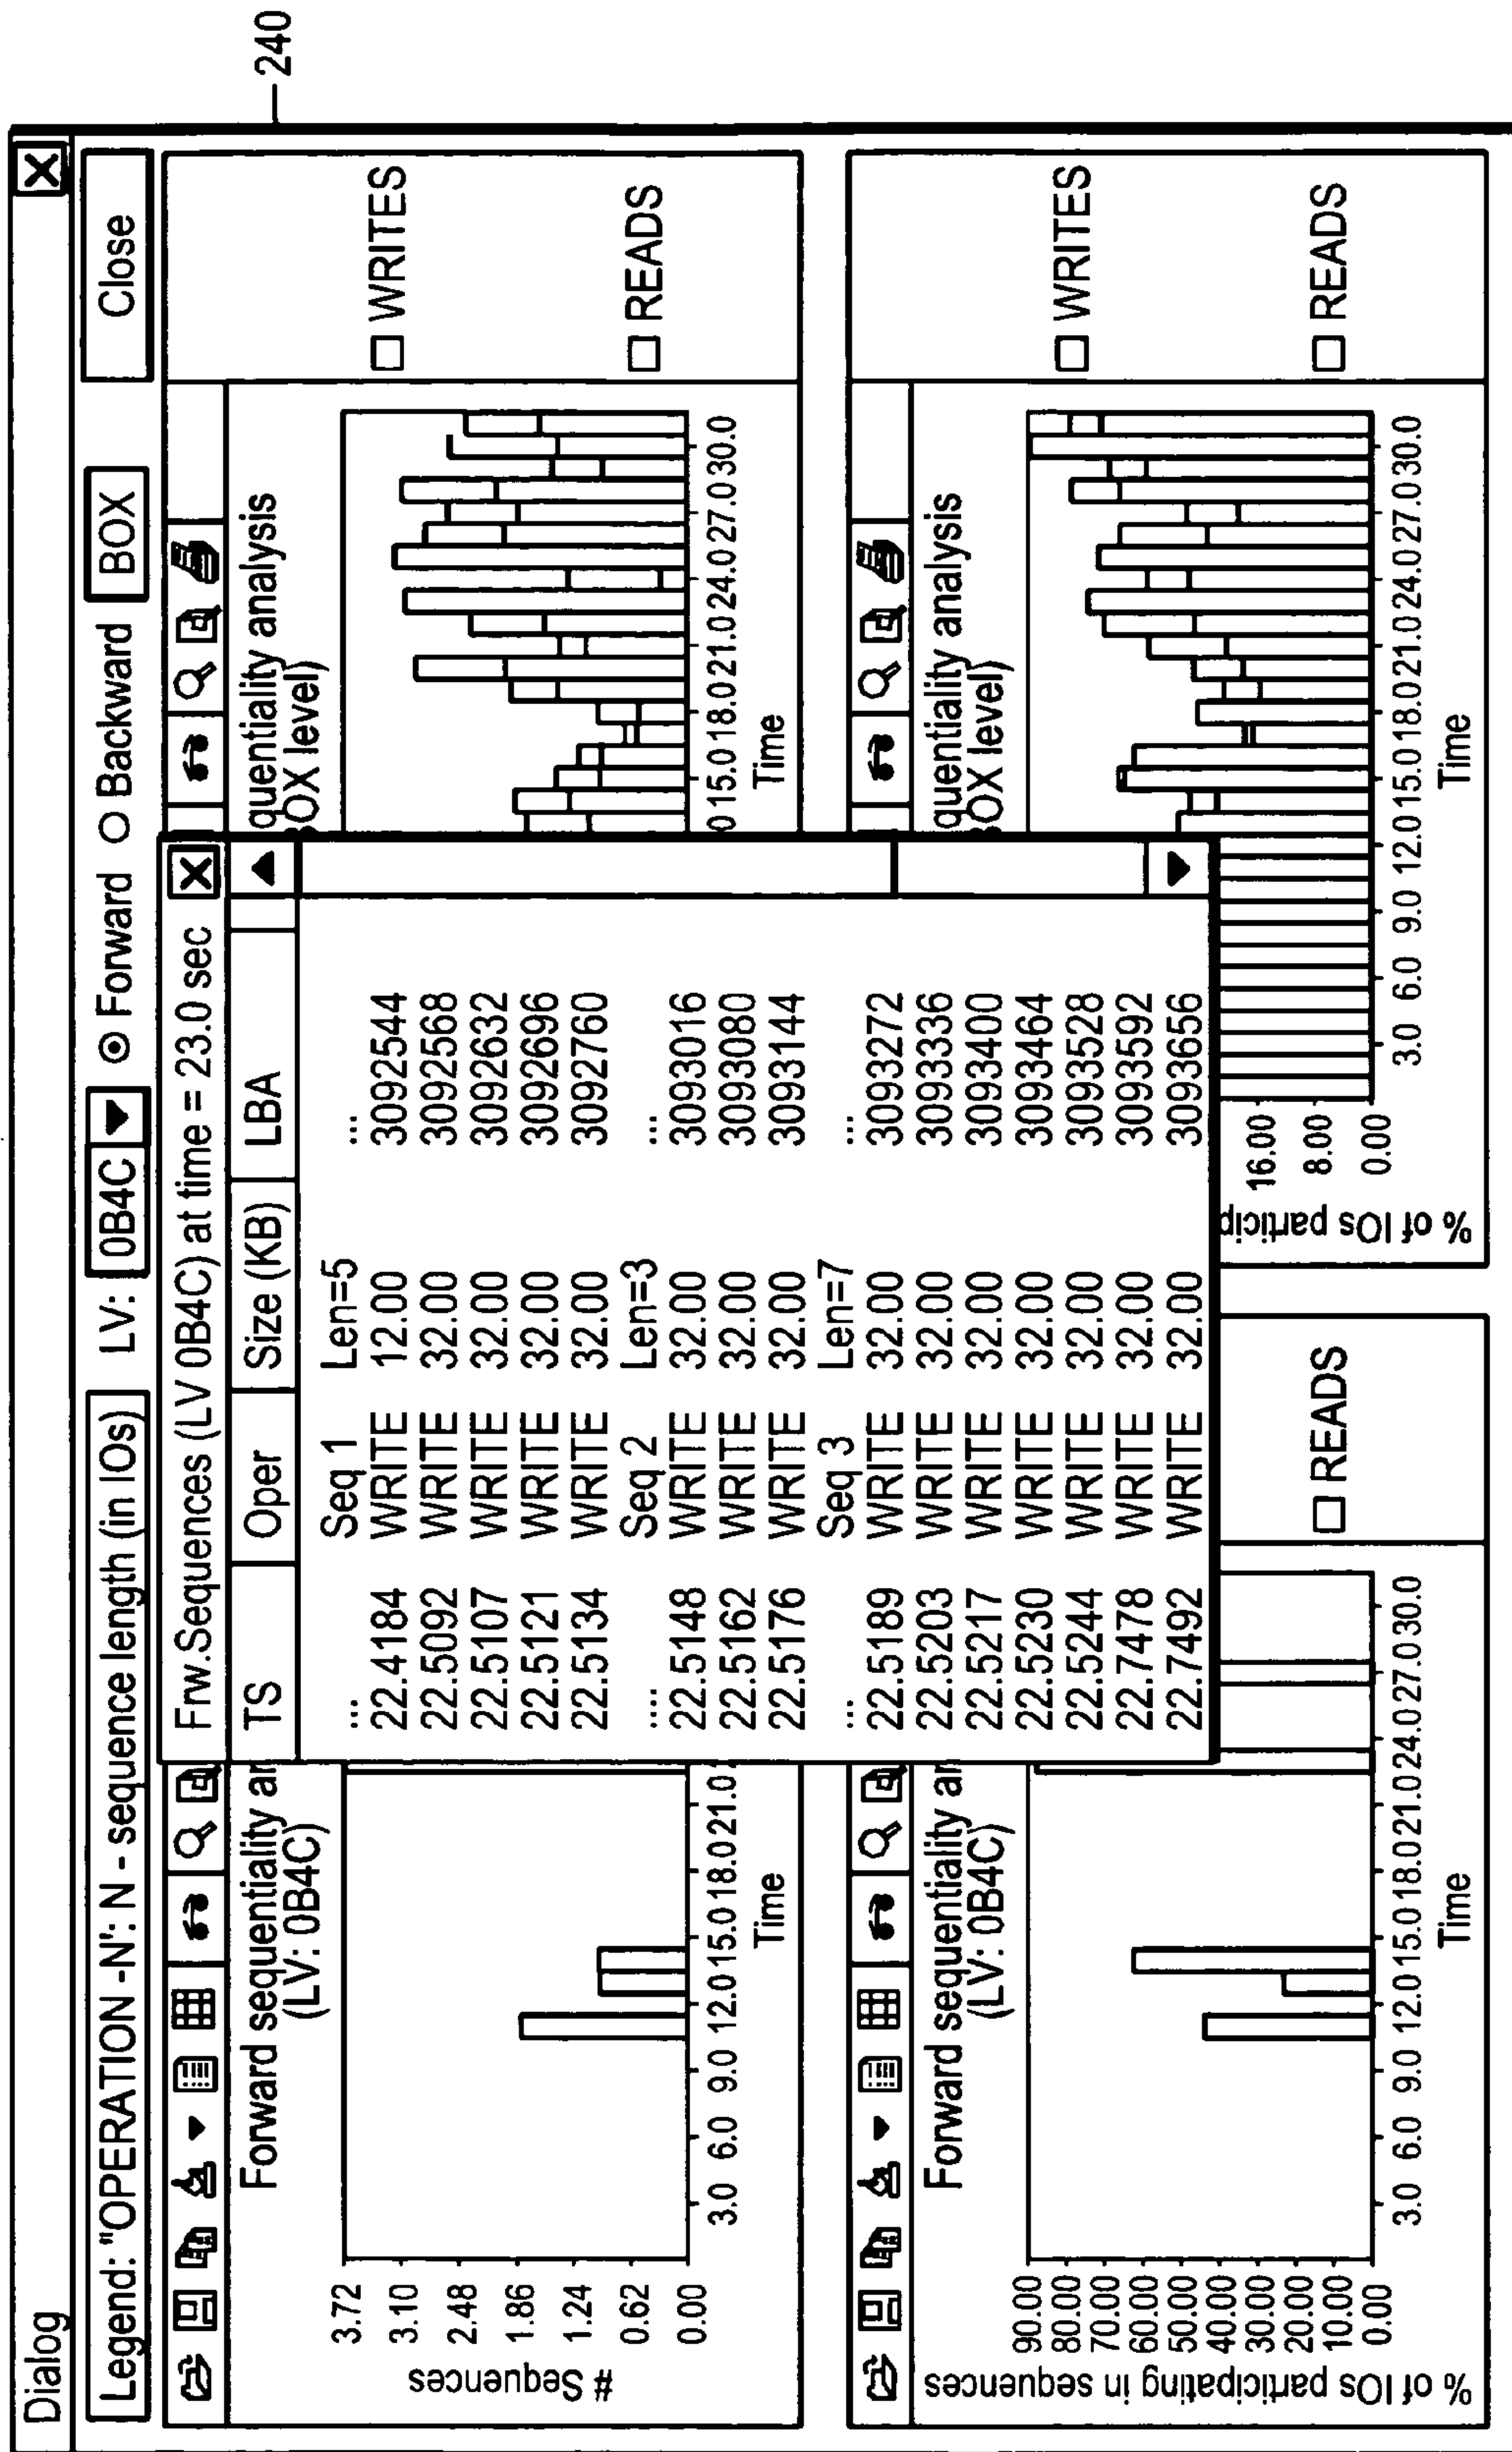 Dialog
Legend: "OPERATION -N': N - sequence length (in IOs)
LV:
0B4C
Forward
Backward
BOX
Close
Forward sequentiality ar
(LV: 0B4C)
3.72
3.10
2.48
1.86
1.24
0.62
0.00
# Sequences
3.0 6.0 9.0 12.0 15.0 18.0 21.0
Time
Frw.Sequences (LV 0B4C) at time = 23.0 sec
TS Oper Size (KB) LBA
Seq 1 Len=5
... ...
22.4184 WRITE 12.00 3092544
22.5092 WRITE 32.00 3092568
22.5107 WRITE 32.00 3092632
22.5121 WRITE 32.00 3092696
22.5134 WRITE 32.00 3092760
.... Seq 2 Len=3 ...
22.5148 WRITE 32.00 3093016
22.5162 WRITE 32.00 3093080
22.5176 WRITE 32.00 3093144
... Seq 3 Len=7 ...
22.5189 WRITE 32.00 3093272
22.5203 WRITE 32.00 3093336
22.5217 WRITE 32.00 3093400
22.5230 WRITE 32.00 3093464
22.5244 WRITE 32.00 3093528
22.7478 WRITE 32.00 3093592
22.7492 WRITE 32.00 3093656
quentiality analysis
OX level)
0 15.0 18.0 21.0 24.0 27.0 30.0
Time
WRITES
READS
Forward sequentiality ar
(LV: 0B4C)
90.00
80.00
70.00
60.00
50.00
40.00
30.00
20.00
10.00
0.00
% of IOs participating in sequences
3.0 6.0 9.0 12.0 15.0 18.0 21.0 24.0 27.0 30.0
Time
READS
quentiality analysis
OX level)
16.00
8.00
0.00
% of IOs particip
3.0 6.0 9.0 12.0 15.0 18.0 21.0 24.0 27.0 30.0
Time
WRITES
READS
240